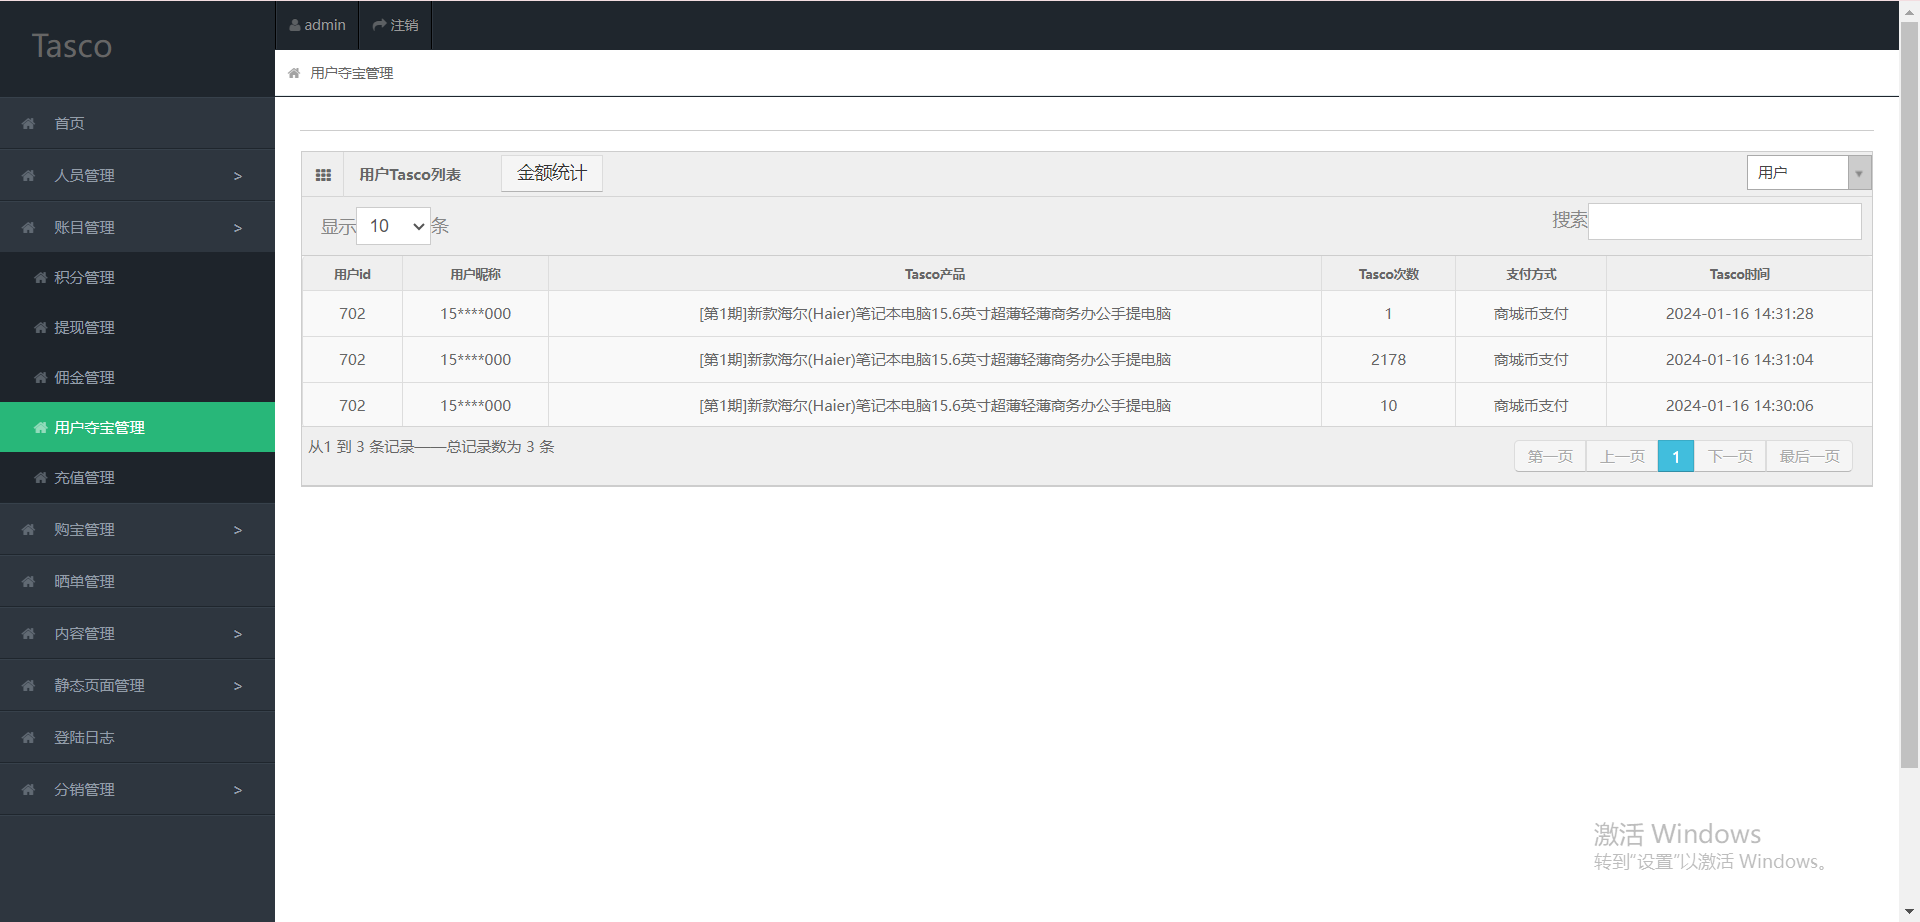 Tasco
admin 注销
用户夺宝管理
首页
人员管理 >
账目管理 >
积分管理
提现管理
佣金管理
用户夺宝管理
充值管理
购宝管理 >
晒单管理
内容管理 >
静态页面管理 >
登陆日志
分销管理 >
用户Tasco列表 金额统计 用户
显示 10 条 搜索
用户id 用户昵称 Tasco产品 Tasco次数 支付方式 Tasco时间
702 15****000 [第1期]新款海尔(Haier)笔记本电脑15.6英寸超薄轻薄商务办公手提电脑 1 商城币支付 2024-01-16 14:31:28
702 15****000 [第1期]新款海尔(Haier)笔记本电脑15.6英寸超薄轻薄商务办公手提电脑 2178 商城币支付 2024-01-16 14:31:04
702 15****000 [第1期]新款海尔(Haier)笔记本电脑15.6英寸超薄轻薄商务办公手提电脑 10 商城币支付 2024-01-16 14:30:06
从1 到 3 条记录——总记录数为 3 条
第一页 上一页 1 下一页 最后一页
激活 Windows
转到“设置”以激活 Windows。